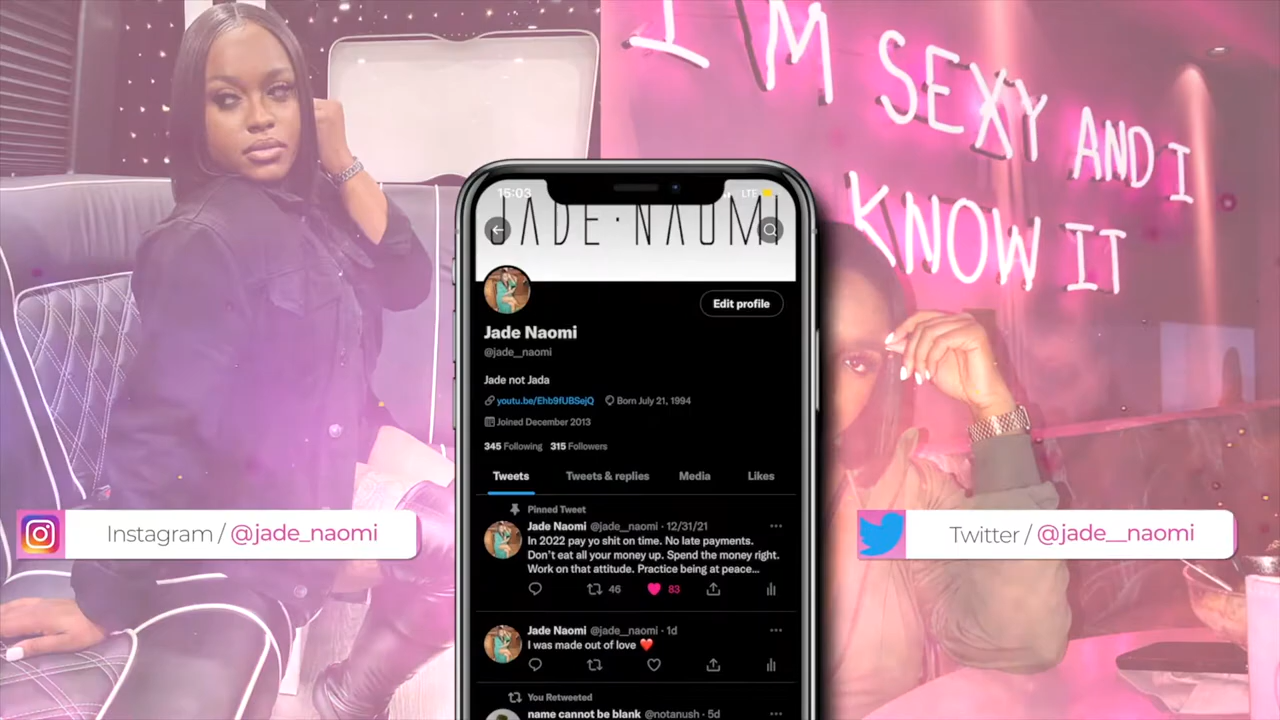 I'M SEXY AND I
KNOW IT
15:03
LTE
JADE·NAOMI
Edit profile
Jade Naomi
@jade__naomi
Jade not Jada
youtu.be/Ehb9fUBSojQ Born July 21, 1994
Joined December 2013
345 Following 315 Followers
Tweets Tweets & replies Media Likes
Pinned Tweet
Jade Naomi @jade__naomi · 12/31/21
In 2022 pay yo shit on time. No late payments.
Don't eat all your money up. Spend the money right.
Work on that attitude. Practice being at peace...
46 83
Jade Naomi @jade__naomi · 1d
I was made out of love ❤️
You Retweeted
name cannot be blank @notanush · 5d
Instagram / @jade_naomi
Twitter / @jade__naomi